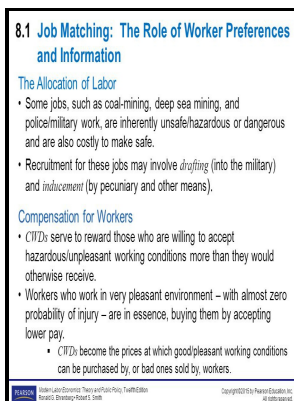 8.1 Job Matching: The Role of Worker Preferences
and Information
The Allocation of Labor
• Some jobs, such as coal-mining, deep sea mining, and
police/military work, are inherently unsafe/hazardous or dangerous
and are also costly to make safe.
• Recruitment for these jobs may involve drafting (into the military)
and inducement (by pecuniary and other means).
Compensation for Workers
• CWDs serve to reward those who are willing to accept
hazardous/unpleasant working conditions more than they would
otherwise receive.
• Workers who work in very pleasant environment – with almost zero
probability of injury – are in essence, buying them by accepting
lower pay.
▪ CWDs become the prices at which good/pleasant working conditions
can be purchased by, or bad ones sold by, workers.
PEARSON
Modern Labor Economics: Theory and Public Policy, Twelfth Edition
Ronald G. Ehrenberg • Robert S. Smith
Copyright ©2015 by Pearson Education, Inc.
All rights reserved.